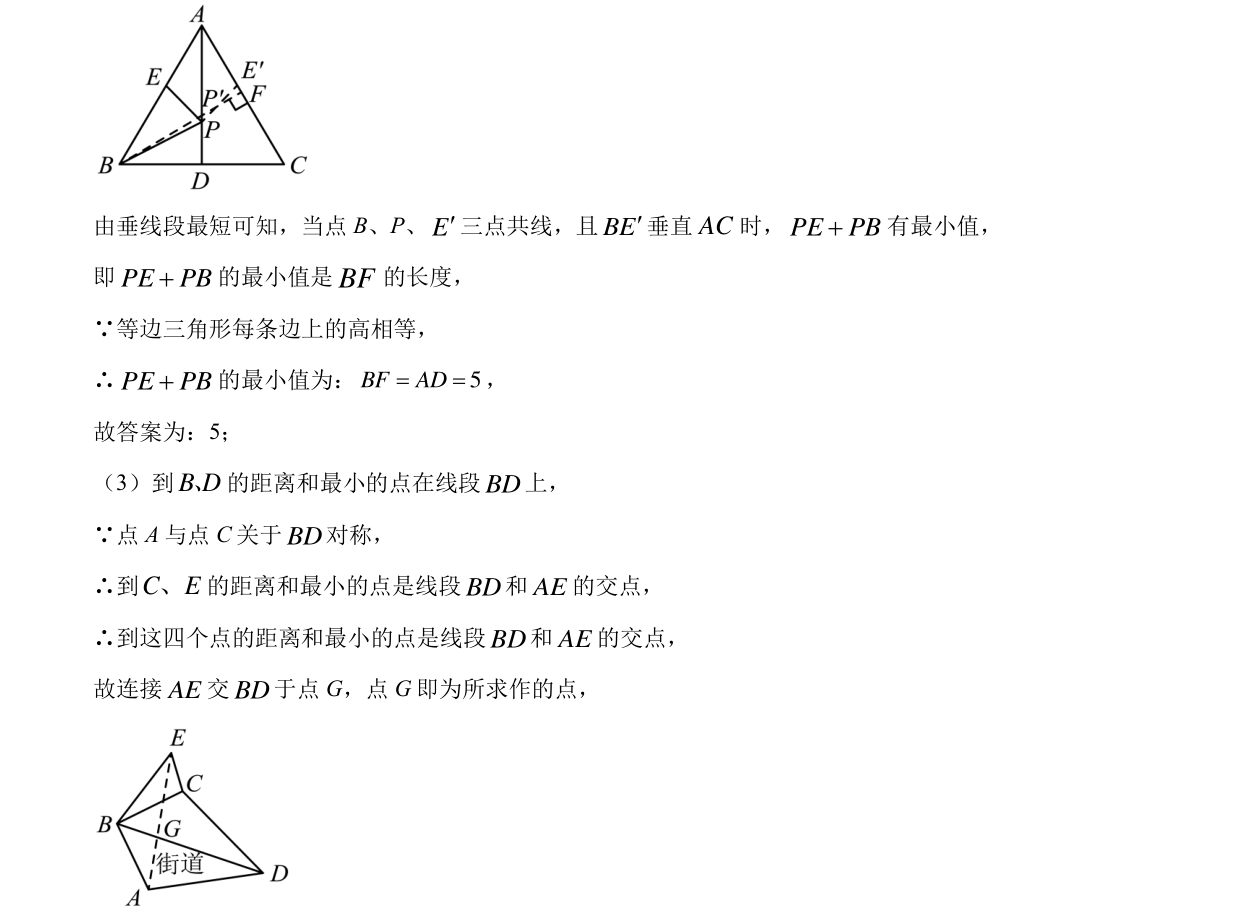 A
E E′
P′ F
P
B C
D
由垂线段最短可知，当点 B、P、E′三点共线，且 BE′垂直 AC 时，PE + PB 有最小值，
即 PE + PB 的最小值是 BF 的长度，
∵等边三角形每条边上的高相等，
∴ PE + PB 的最小值为：BF = AD = 5，
故答案为：5；
（3）到 B、D 的距离和最小的点在线段 BD 上，
∵点 A 与点 C 关于 BD 对称，
∴到 C、E 的距离和最小的点是线段 BD 和 AE 的交点，
∴到这四个点的距离和最小的点是线段 BD 和 AE 的交点，
故连接 AE 交 BD 于点 G，点 G 即为所求作的点，
E
C
B G
街道
D
A